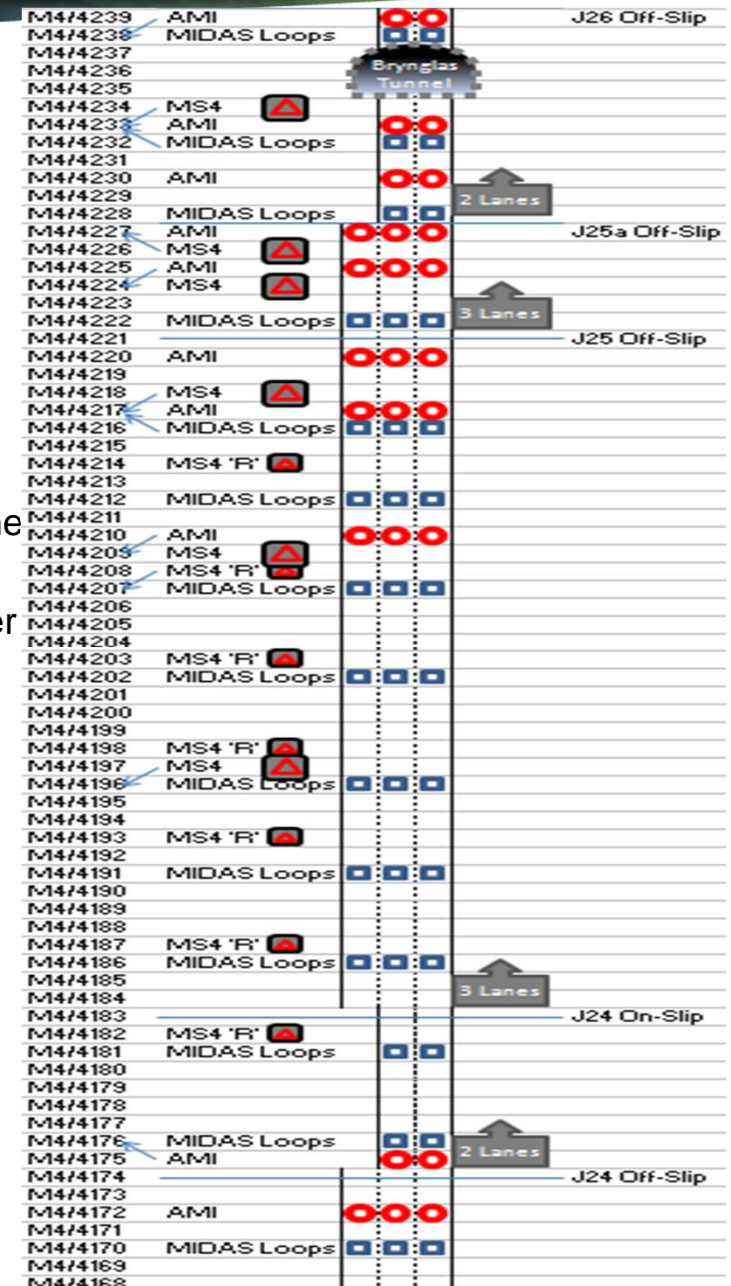 M4/4239 AMI J26 Off-Slip
M4/4238 MIDAS Loops
M4/4237
M4/4236 Brynglas
M4/4235 Tunnel
M4/4234 MS4
M4/4233 AMI
M4/4232 MIDAS Loops
M4/4231
M4/4230 AMI
M4/4229 2 Lanes
M4/4228 MIDAS Loops
M4/4227 AMI J25a Off-Slip
M4/4226 MS4
M4/4225 AMI
M4/4224 MS4
M4/4223 3 Lanes
M4/4222 MIDAS Loops
M4/4221 J25 Off-Slip
M4/4220 AMI
M4/4219
M4/4218 MS4
M4/4217 AMI
M4/4216 MIDAS Loops
M4/4215
M4/4214 MS4 'R'
M4/4213
M4/4212 MIDAS Loops
ne M4/4211
M4/4210 AMI
M4/4209 MS4
M4/4208 MS4 'R'
M4/4207 MIDAS Loops
M4/4206
er M4/4205
M4/4204
M4/4203 MS4 'R'
M4/4202 MIDAS Loops
M4/4201
M4/4200
M4/4199
M4/4198 MS4 'R'
M4/4197 MS4
M4/4196 MIDAS Loops
M4/4195
M4/4194
M4/4193 MS4 'R'
M4/4192
M4/4191 MIDAS Loops
M4/4190
M4/4189
M4/4188
M4/4187 MS4 'R'
M4/4186 MIDAS Loops
M4/4185 3 Lanes
M4/4184
M4/4183 J24 On-Slip
M4/4182 MS4 'R'
M4/4181 MIDAS Loops
M4/4180
M4/4179
M4/4178
M4/4177
M4/4176 MIDAS Loops 2 Lanes
M4/4175 AMI
M4/4174 J24 Off-Slip
M4/4173
M4/4172 AMI
M4/4171
M4/4170 MIDAS Loops
M4/4169
M4/4168